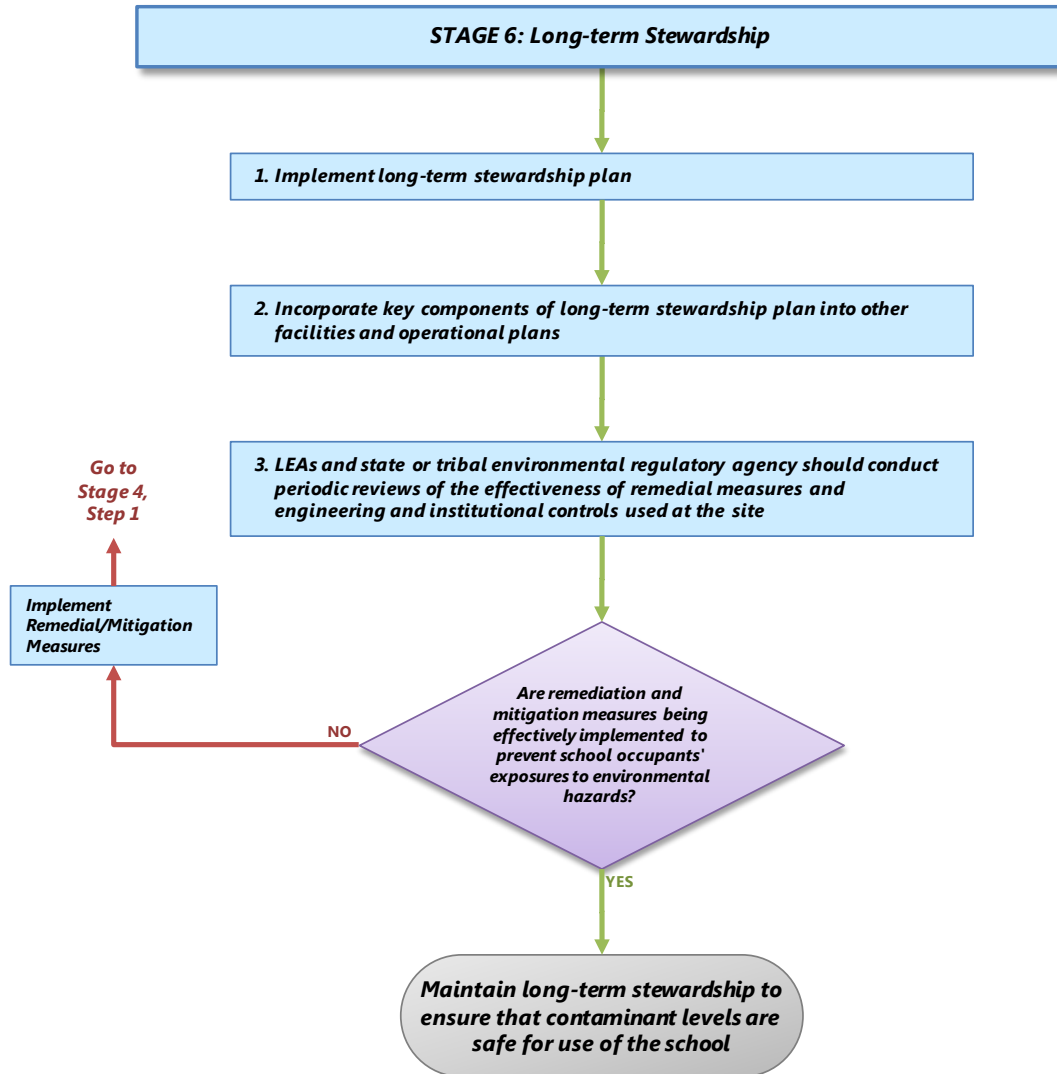 STAGE 6: Long-term Stewardship
1. Implement long-term stewardship plan
2. Incorporate key components of long-term stewardship plan into other
facilities and operational plans
3. LEAs and state or tribal environmental regulatory agency should conduct
periodic reviews of the effectiveness of remedial measures and
engineering and institutional controls used at the site
Go to
Stage 4,
Step 1
Implement
Remedial/Mitigation
Measures
NO
Are remediation and
mitigation measures being
effectively implemented to
prevent school occupants'
exposures to environmental
hazards?
YES
Maintain long-term stewardship to
ensure that contaminant levels are
safe for use of the school